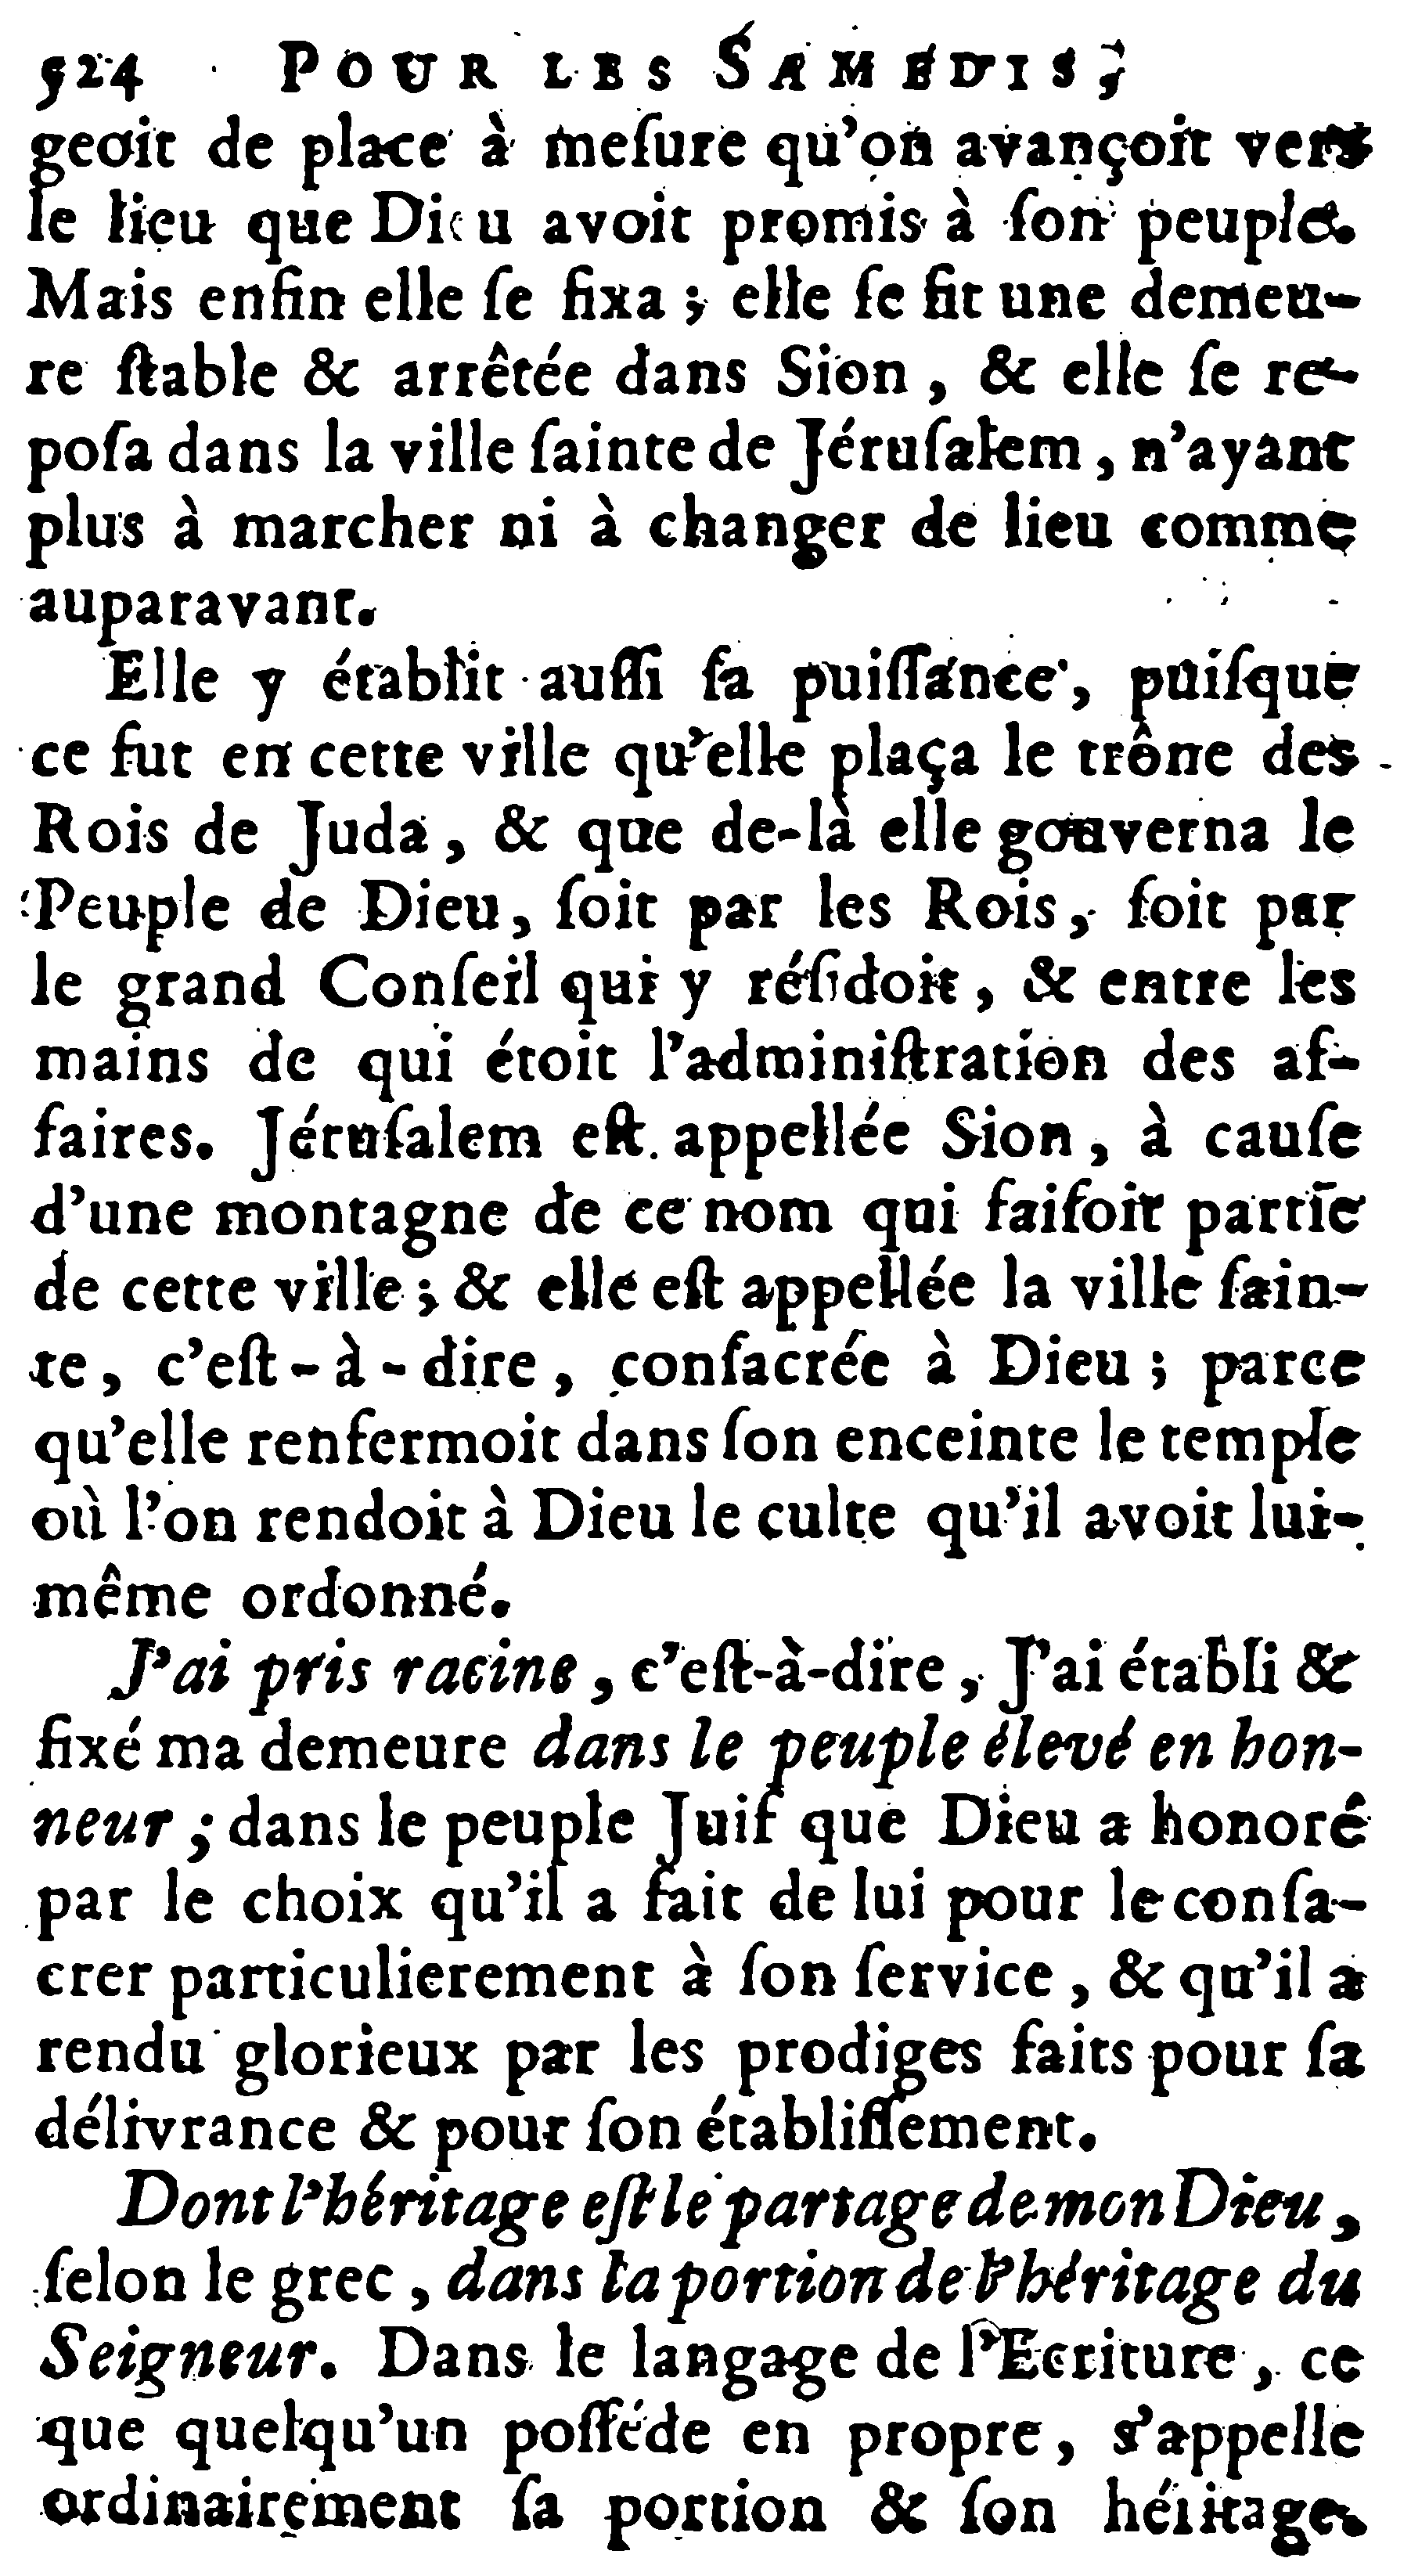 524 POUR LES SAMEDIS,
geoit de place à meſure qu'on avançoit vers
le lieu que Dieu avoit promis à ſon peuple.
Mais enfin elle ſe fixa ; elle ſe fit une demeu-
re ſtable & arrêtée dans Sion, & elle ſe re-
poſa dans la ville ſainte de Jéruſalem, n'ayant
plus à marcher ni à changer de lieu comme
auparavant.
Elle y établit auſſi ſa puiſſance, puiſque
ce fut en cette ville qu'elle plaça le trône des
Rois de Juda, & que de-là elle gouverna le
Peuple de Dieu, ſoit par les Rois, ſoit par
le grand Conſeil qui y réſidoit, & entre les
mains de qui étoit l'adminiſtration des af-
faires. Jéruſalem eſt appellée Sion, à cauſe
d'une montagne de ce nom qui faiſoit partie
de cette ville ; & elle eſt appellée la ville ſain-
te, c'eſt-à-dire, conſacrée à Dieu ; parce
qu'elle renfermoit dans ſon enceinte le temple
où l'on rendoit à Dieu le culte qu'il avoit lui-
même ordonné.
J'ai pris racine, c'eſt-à-dire, J'ai établi &
fixé ma demeure dans le peuple élevé en hon-
neur ; dans le peuple Juif que Dieu a honoré
par le choix qu'il a fait de lui pour le conſa-
crer particulierement à ſon ſervice, & qu'il a
rendu glorieux par les prodiges faits pour ſa
délivrance & pour ſon établiſſement.
Dont l'héritage eſt le partage de mon Dieu,
ſelon le grec, dans la portion de l'héritage du
Seigneur. Dans le langage de l'Ecriture, ce
que quelqu'un poſſéde en propre, s'appelle
ordinairement ſa portion & ſon héritage.